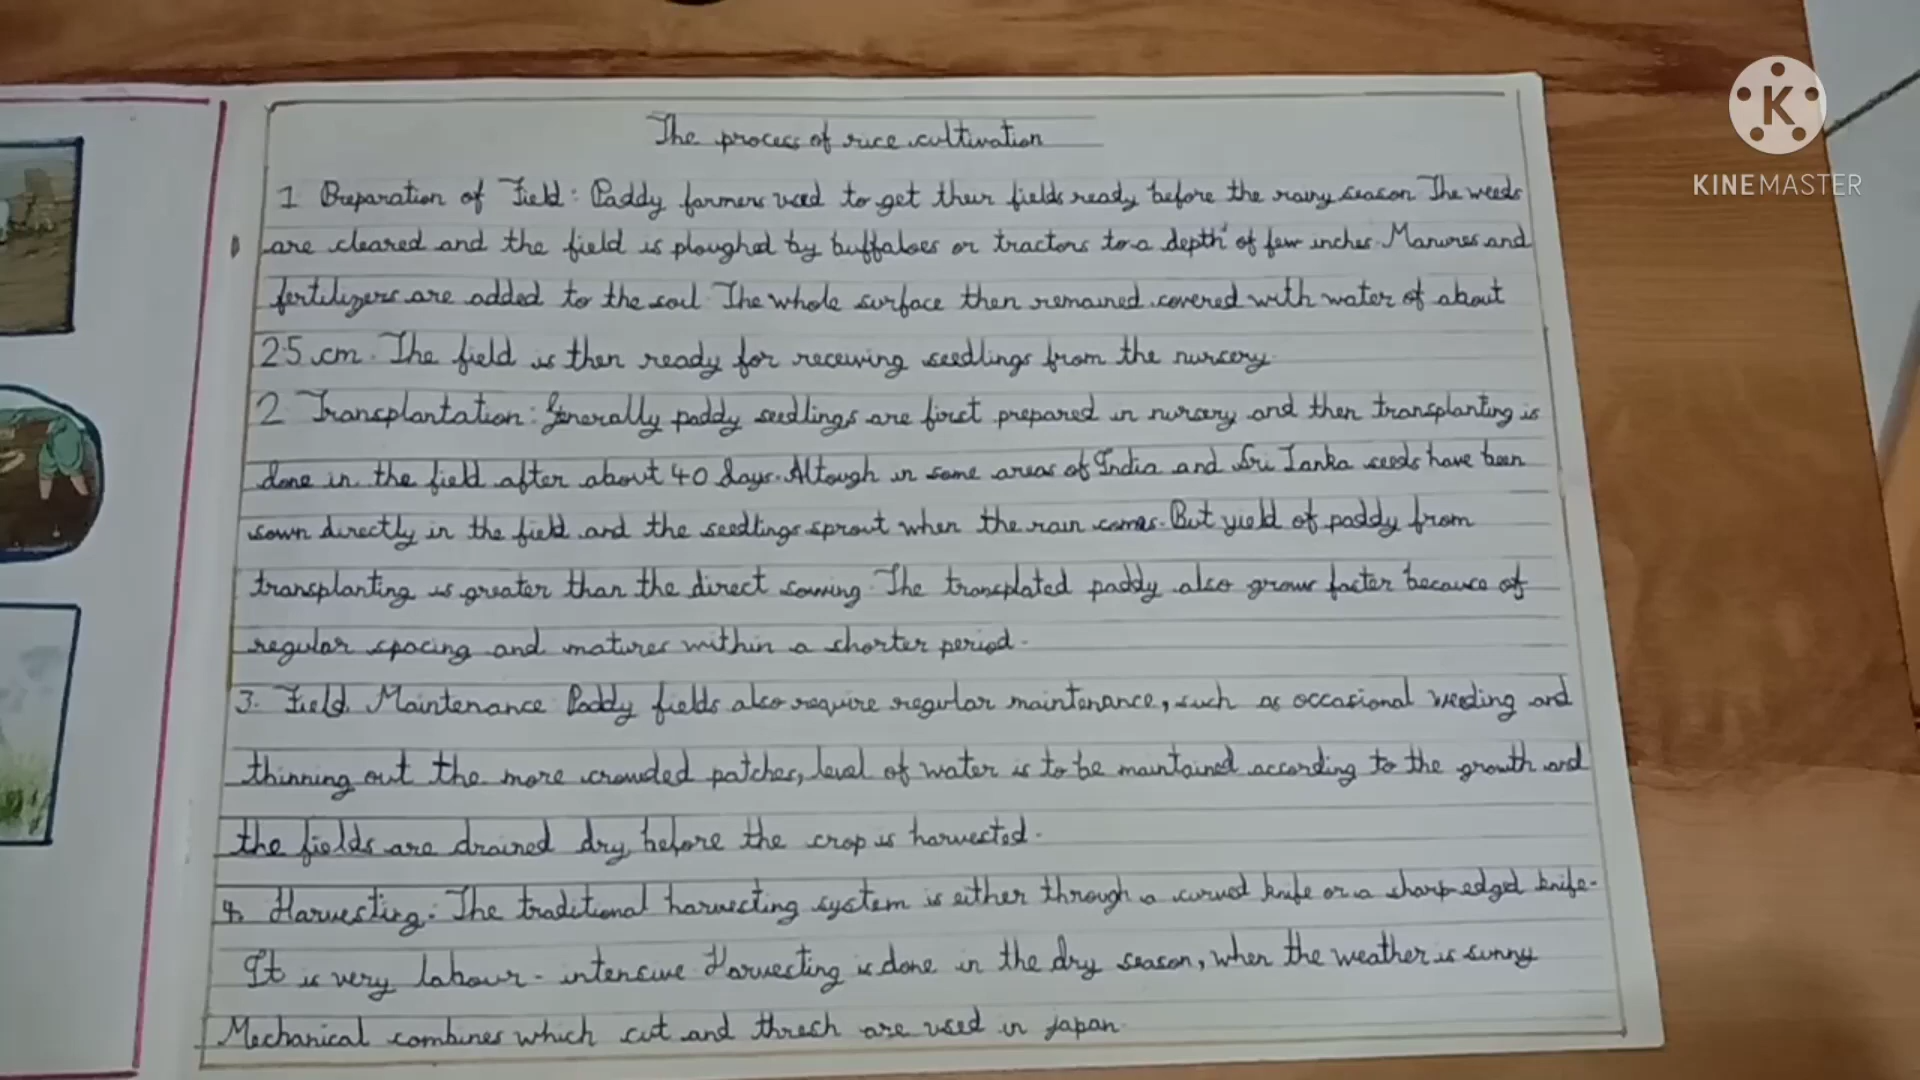 The process of rice cultivation
1 Preparation of Field: Paddy farmers used to get their fields ready before the rainy season The weeds
are cleared and the field is ploughed by buffaloes or tractors to a depth of few inches. Manures and
fertilizers are added to the soil The whole surface then remained covered with water of about
2.5 cm. The field is then ready for receiving seedlings from the nursery.
2. Transplantation: Generally paddy seedlings are first prepared in nursery and then transplanting is
done in the field after about 40 days. Altough in some areas of India and Sri Lanka seeds have been
sown directly in the field and the seedlings sprout when the rain comes. But yield of paddy from
transplanting is greater than the direct sowing. The transplated paddy also grows faster because of
regular spacing and matures within a shorter period.
3. Field Maintenance Paddy fields also require regular maintenance, such as occasional weeding and
thinning out the more crowded patches, level of water is to be maintained according to the growth and
the fields are drained dry before the crop is harvested.
4. Harvesting: The traditional harvesting system is either through a curved knife or a sharp-edged knife.
It is very labour-intensive Harvesting is done in the dry season, when the weather is sunny
Mechanical combines which cut and thresh are used in japan.
K
KINEMASTER